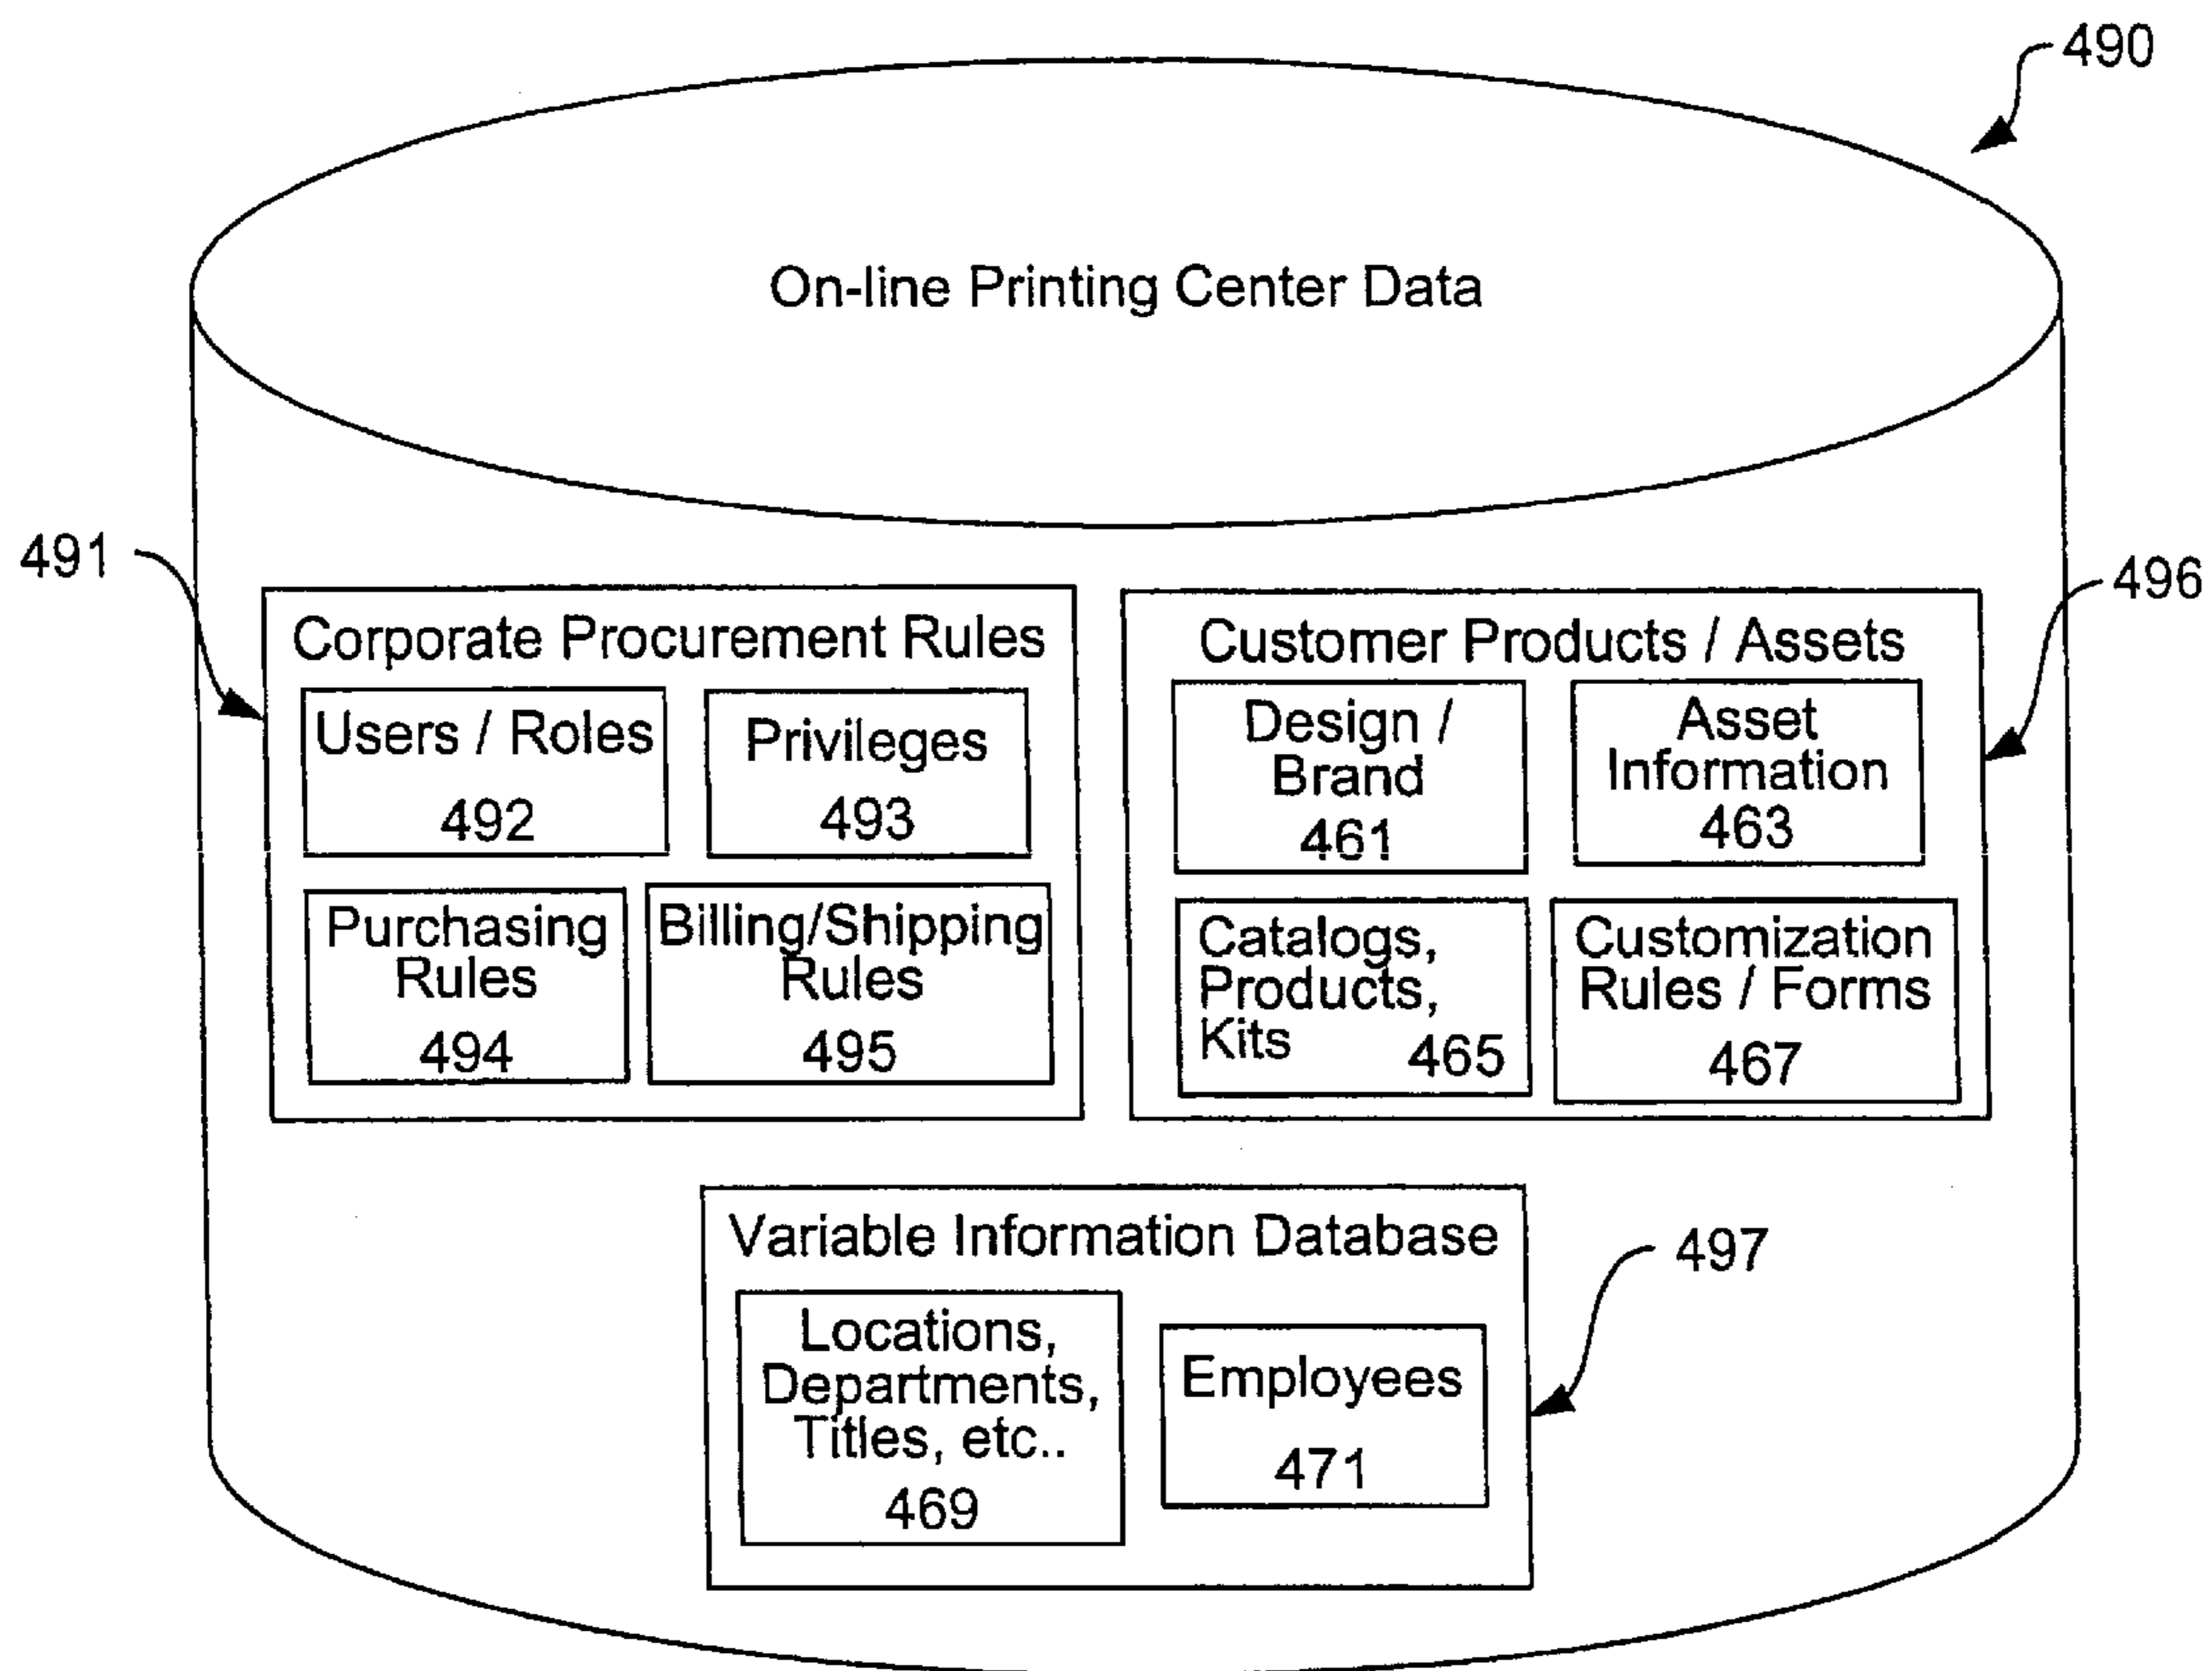 490
On-line Printing Center Data
491
496
Corporate Procurement Rules
Users / Roles
492
Privileges
493
Purchasing
Rules
494
Billing/Shipping
Rules
495
Customer Products / Assets
Design /
Brand
461
Asset
Information
463
Catalogs,
Products,
Kits 465
Customization
Rules / Forms
467
Variable Information Database
497
Locations,
Departments,
Titles, etc..
469
Employees
471